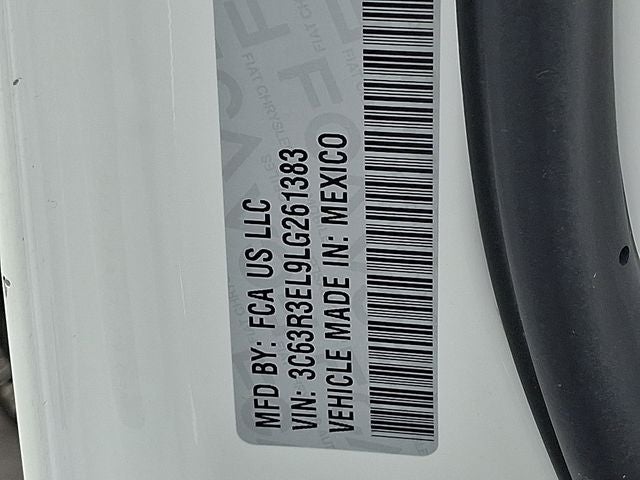 MFD BY: FCA US LLC
VIN: 3C63R3EL9LG261383
VEHICLE MADE IN: MEXICO